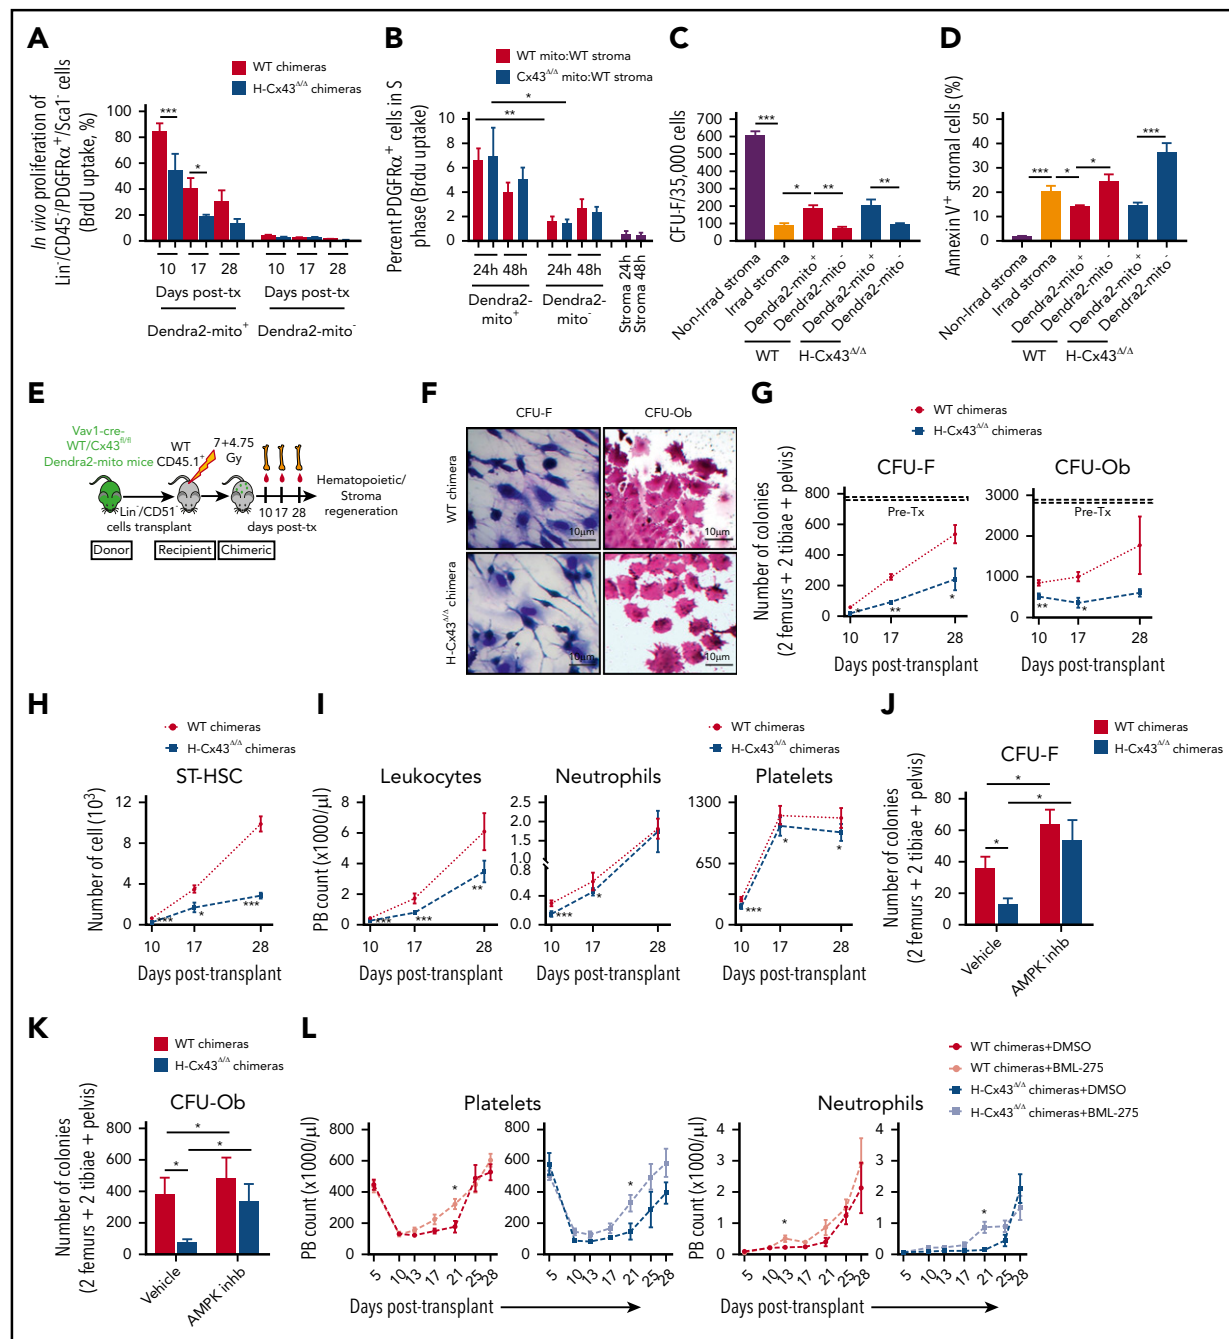 A
WT chimeras
H-Cx43Δ/Δ chimeras
In vivo proliferation of
Lin-/CD45-/PDGFRα+/Sca1- cells
(BrdU uptake, %)
100
80
60
40
20
0
***
*
10 17 28 10 17 28
Days post-tx Days post-tx
Dendra2-mito+ Dendra2-mito-
B
WT mito:WT stroma
Cx43Δ/Δ mito:WT stroma
Percent PDGFRα+ cells in S
phase (Brdu uptake)
10
8
6
4
2
0
*
**
24h 48h 24h 48h
Dendra2-
mito+
Dendra2-
mito-
Stroma 24h
Stroma 48h
C
CFU-F/35,000 cells
700
600
500
400
300
200
100
0
***
*
**
**
Non-Irrad stroma
Irrad stroma
Dendra2-mito+
Dendra2-mito-
Dendra2-mito+
Dendra2-mito-
WT H-Cx43Δ/Δ
D
Annexin V+ stromal cells (%)
50
40
30
20
10
0
***
*
*
***
Non-Irrad stroma
Irrad stroma
Dendra2-mito+
Dendra2-mito-
Dendra2-mito+
Dendra2-mito-
WT H-Cx43Δ/Δ
E
Vav1-cre-
WT/Cx43fl/fl
Dendra2-mito mice
WT
CD45.1+
7+4.75
Gy
Lin-/CD51-
cells transplant
10 17 28
days post-tx
Hematopoietic/
Stroma
regeneration
Donor Recipient Chimeric
F
CFU-F CFU-Ob
WT chimera
10μm 10μm
H-Cx43Δ/Δ chimera
10μm 10μm
G
WT chimeras
H-Cx43Δ/Δ chimeras
CFU-F CFU-Ob
Number of colonies
(2 femurs + 2 tibiae + pelvis)
800
600
400
200
0
Pre-Tx
*
**
*
10 17 28
Days post-transplant
3000
2000
1000
0
Pre-Tx
**
*
10 17 28
Days post-transplant
H
WT chimeras
H-Cx43Δ/Δ chimeras
ST-HSC
Number of cell (10³)
12
8
4
0
***
*
***
10 17 28
Days post-transplant
I
WT chimeras
H-Cx43Δ/Δ chimeras
Leukocytes Neutrophils Platelets
PB count (x1000/μl)
8
6
4
2
0
***
***
**
10 17 28
Days post-transplant
2.5
2.0
1.5
1.0
0.8
0.4
0.0
***
*
10 17 28
Days post-transplant
1300
650
0
***
*
*
10 17 28
Days post-transplant
J
WT chimeras
H-Cx43Δ/Δ chimeras
CFU-F
Number of colonies
(2 femurs + 2 tibiae + pelvis)
80
60
40
20
0
*
*
*
Vehicle
AMPK inhb
K
WT chimeras
H-Cx43Δ/Δ chimeras
CFU-Ob
Number of colonies
(2 femurs + 2 tibiae + pelvis)
800
600
400
200
0
*
*
*
Vehicle
AMPK inhb
L
WT chimeras+DMSO
WT chimeras+BML-275
H-Cx43Δ/Δ chimeras+DMSO
H-Cx43Δ/Δ chimeras+BML-275
Platelets Neutrophils
PB count (x1000/μl)
800
600
400
200
0
*
5 10 13 17 21 25 28
800
600
400
200
0
*
5 10 13 17 21 25 28
Days post-transplant
PB count (x1000/μl)
4
3
2
1
0
*
5 10 13 17 21 25 28
4
3
2
1
0
*
5 10 13 17 21 25 28
Days post-transplant